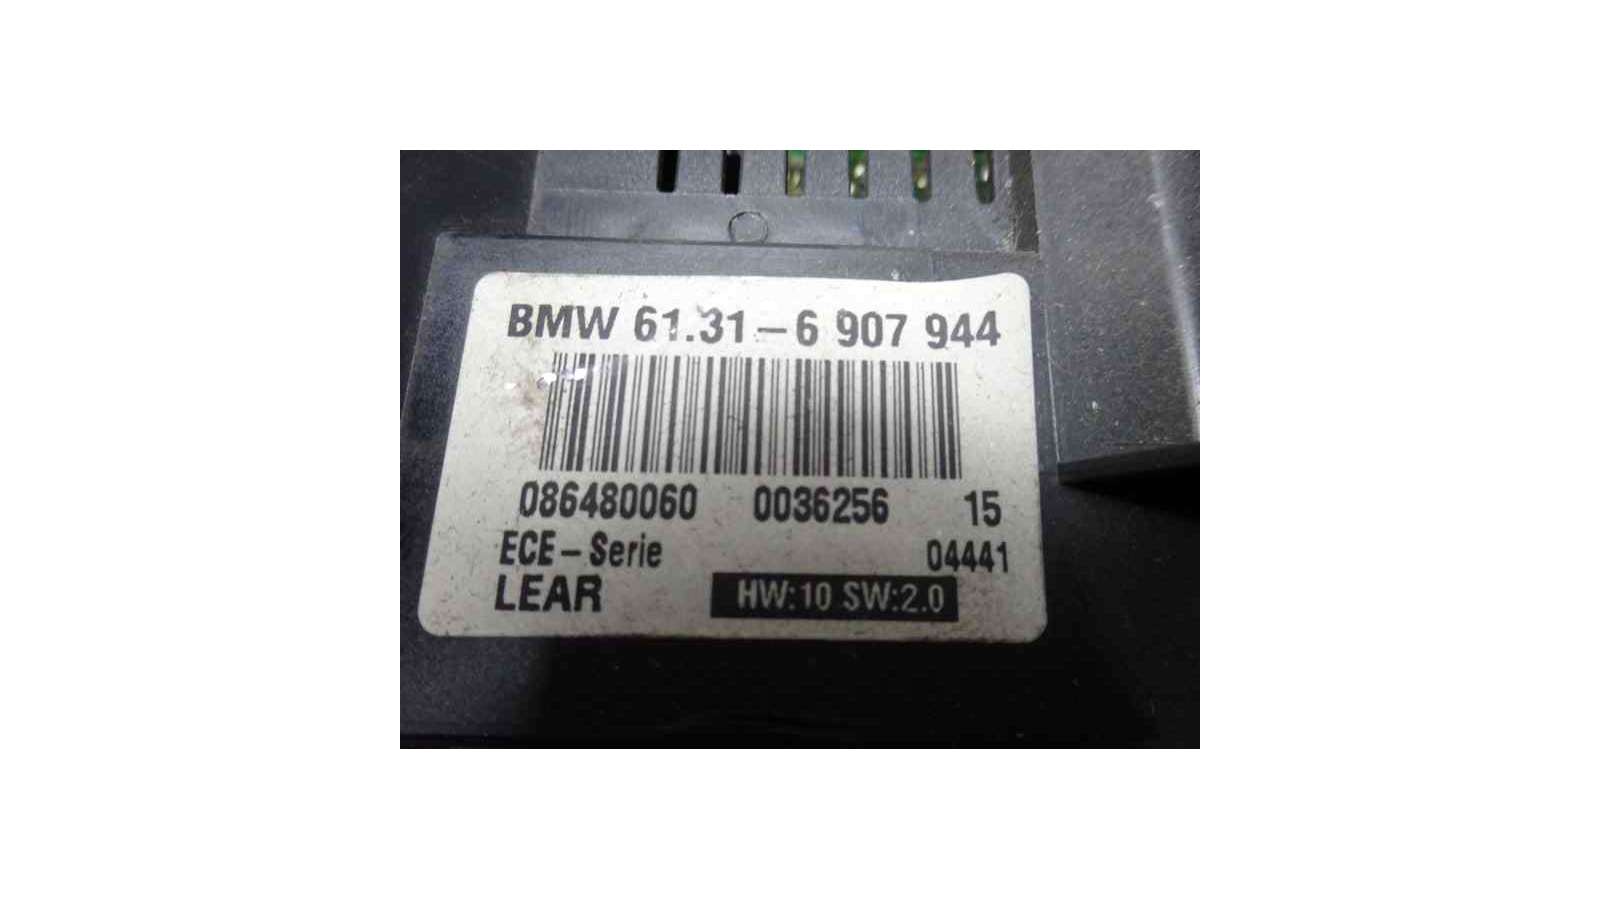 BMW 61.31-6 907 944
086480060 0036256 15
ECE-Serie 04441
LEAR HW:10 SW:2.0